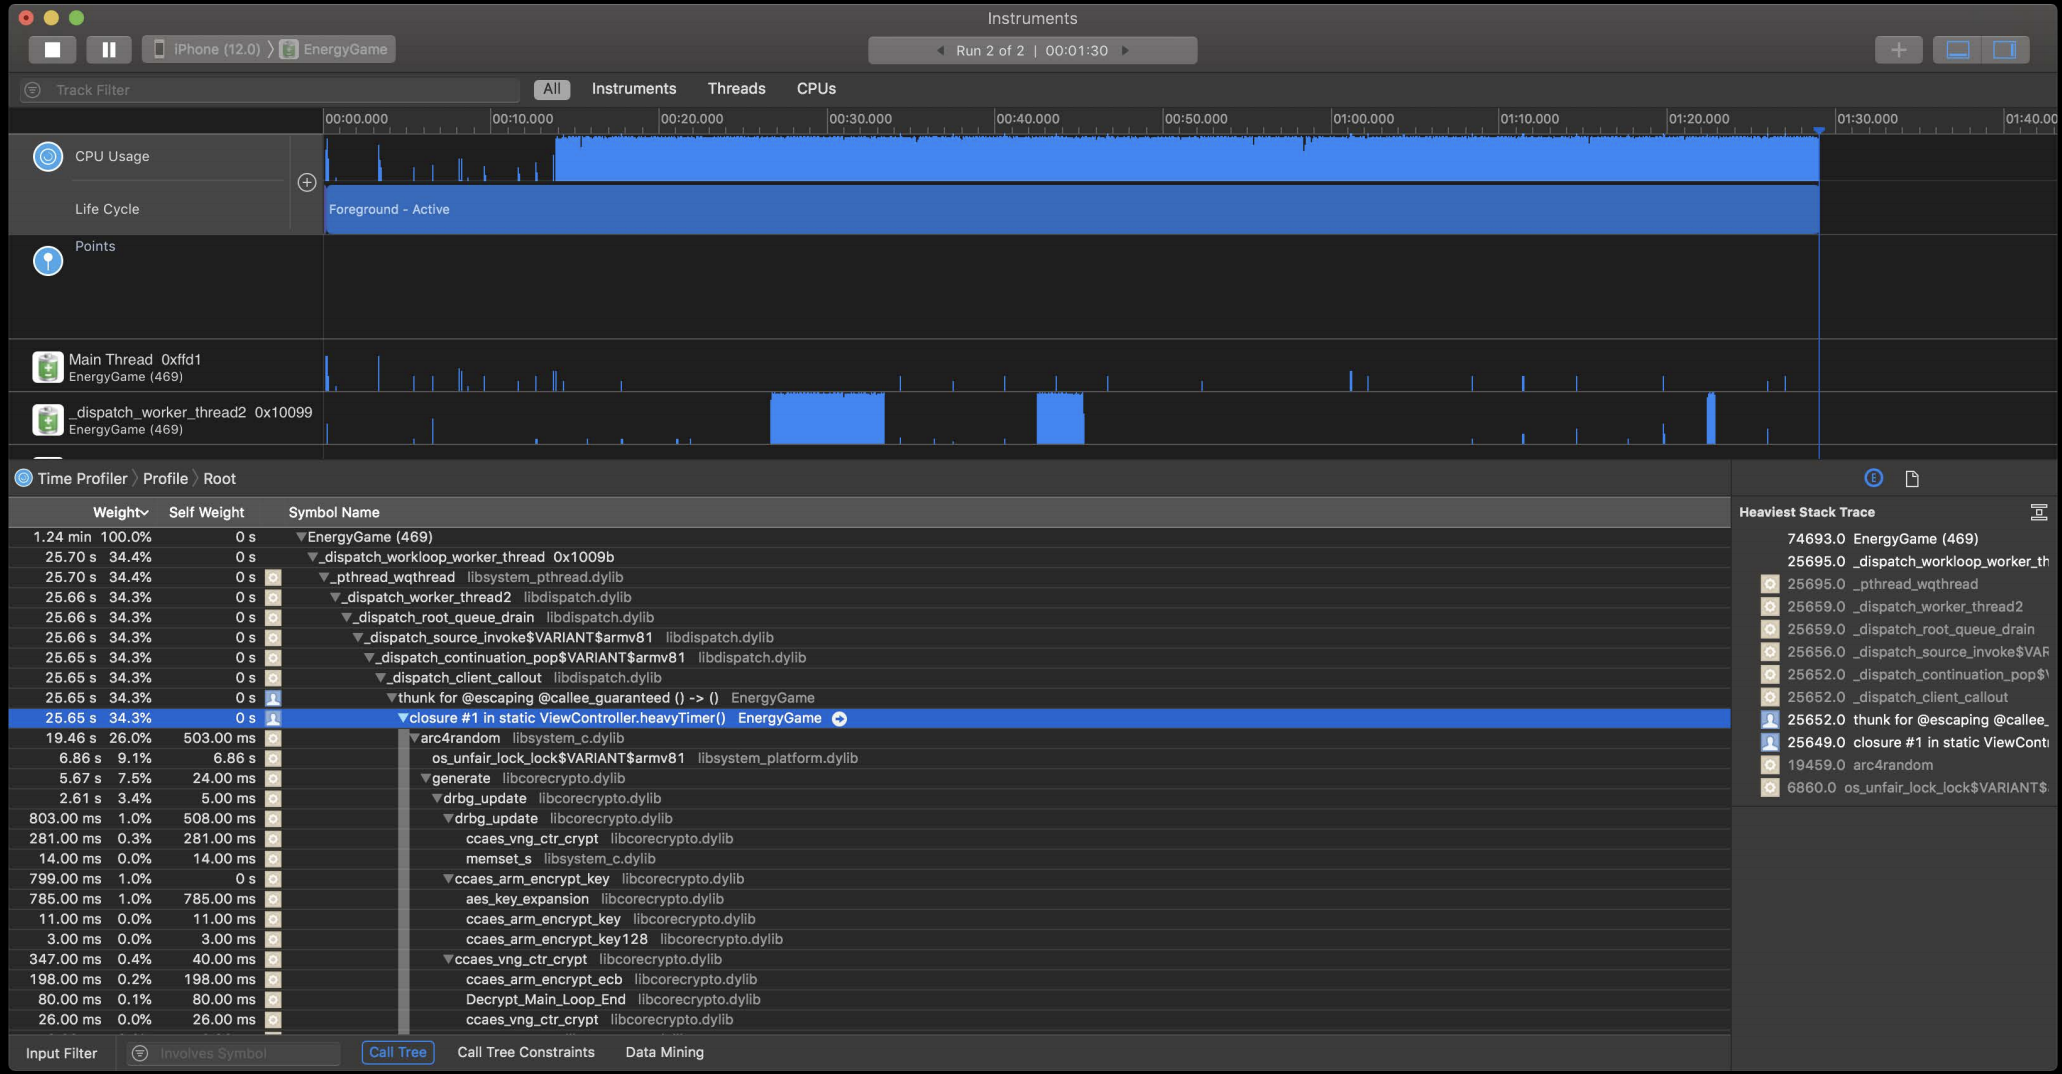 Instruments
iPhone (12.0) 〉 EnergyGame
Run 2 of 2 | 00:01:30
Track Filter
All Instruments Threads CPUs
00:00.000 00:10.000 00:20.000 00:30.000 00:40.000 00:50.000 01:00.000 01:10.000 01:20.000 01:30.000 01:40.00
CPU Usage
Life Cycle
Foreground - Active
Points
Main Thread 0xffd1
EnergyGame (469)
_dispatch_worker_thread2 0x10099
EnergyGame (469)
Time Profiler 〉 Profile 〉 Root
Weight Self Weight Symbol Name
1.24 min 100.0% 0 s EnergyGame (469)
25.70 s 34.4% 0 s _dispatch_workloop_worker_thread 0x1009b
25.70 s 34.4% 0 s _pthread_wqthread libsystem_pthread.dylib
25.66 s 34.3% 0 s _dispatch_worker_thread2 libdispatch.dylib
25.66 s 34.3% 0 s _dispatch_root_queue_drain libdispatch.dylib
25.66 s 34.3% 0 s _dispatch_source_invoke$VARIANT$armv81 libdispatch.dylib
25.65 s 34.3% 0 s _dispatch_continuation_pop$VARIANT$armv81 libdispatch.dylib
25.65 s 34.3% 0 s _dispatch_client_callout libdispatch.dylib
25.65 s 34.3% 0 s thunk for @escaping @callee_guaranteed () -> () EnergyGame
25.65 s 34.3% 0 s closure #1 in static ViewController.heavyTimer() EnergyGame
19.46 s 26.0% 503.00 ms arc4random libsystem_c.dylib
6.86 s 9.1% 6.86 s os_unfair_lock_lock$VARIANT$armv81 libsystem_platform.dylib
5.67 s 7.5% 24.00 ms generate libcorecrypto.dylib
2.61 s 3.4% 5.00 ms drbg_update libcorecrypto.dylib
803.00 ms 1.0% 508.00 ms drbg_update libcorecrypto.dylib
281.00 ms 0.3% 281.00 ms ccaes_vng_ctr_crypt libcorecrypto.dylib
14.00 ms 0.0% 14.00 ms memset_s libsystem_c.dylib
799.00 ms 1.0% 0 s ccaes_arm_encrypt_key libcorecrypto.dylib
785.00 ms 1.0% 785.00 ms aes_key_expansion libcorecrypto.dylib
11.00 ms 0.0% 11.00 ms ccaes_arm_encrypt_key libcorecrypto.dylib
3.00 ms 0.0% 3.00 ms ccaes_arm_encrypt_key128 libcorecrypto.dylib
347.00 ms 0.4% 40.00 ms ccaes_vng_ctr_crypt libcorecrypto.dylib
198.00 ms 0.2% 198.00 ms ccaes_arm_encrypt_ecb libcorecrypto.dylib
80.00 ms 0.1% 80.00 ms Decrypt_Main_Loop_End libcorecrypto.dylib
26.00 ms 0.0% 26.00 ms ccaes_vng_ctr_crypt libcorecrypto.dylib
E
Heaviest Stack Trace
74693.0 EnergyGame (469)
25695.0 _dispatch_workloop_worker_th
25695.0 _pthread_wqthread
25659.0 _dispatch_worker_thread2
25659.0 _dispatch_root_queue_drain
25656.0 _dispatch_source_invoke$VAR
25652.0 _dispatch_continuation_pop$
25652.0 _dispatch_client_callout
25652.0 thunk for @escaping @callee_
25649.0 closure #1 in static ViewCont
19459.0 arc4random
6860.0 os_unfair_lock_lock$VARIANT$
Input Filter Involves Symbol Call Tree Call Tree Constraints Data Mining